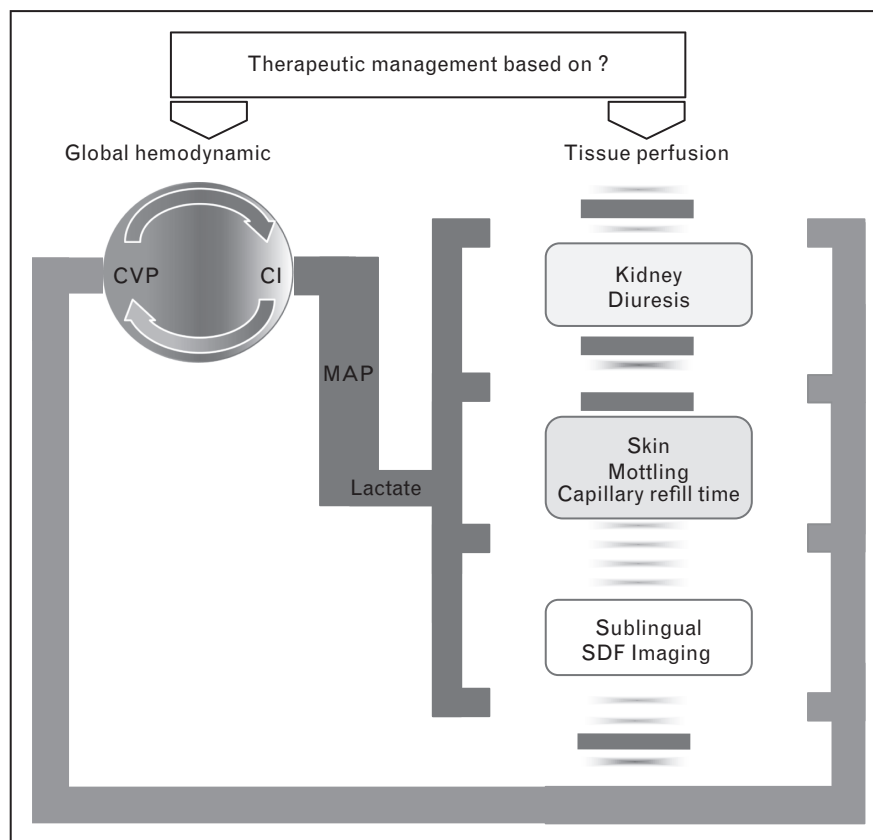 Therapeutic management based on ?
Global hemodynamic
Tissue perfusion
CVP
CI
MAP
Lactate
Kidney
Diuresis
Skin
Mottling
Capillary refill time
Sublingual
SDF Imaging